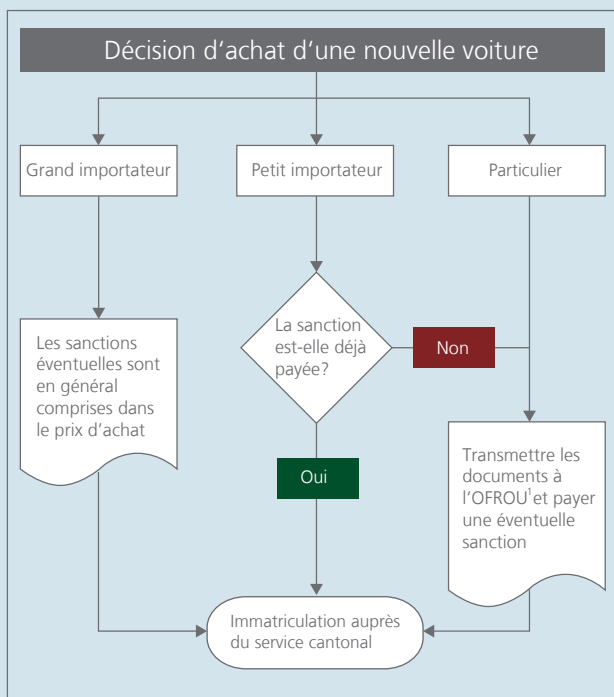 Décision d'achat d'une nouvelle voiture
Grand importateur
Petit importateur
Particulier
Les sanctions
éventuelles sont
en général
comprises dans
le prix d'achat
La sanction
est-elle déjà
payée?
Non
Oui
Transmettre les
documents à
l'OFROU¹et payer
une éventuelle
sanction
Immatriculation auprès
du service cantonal